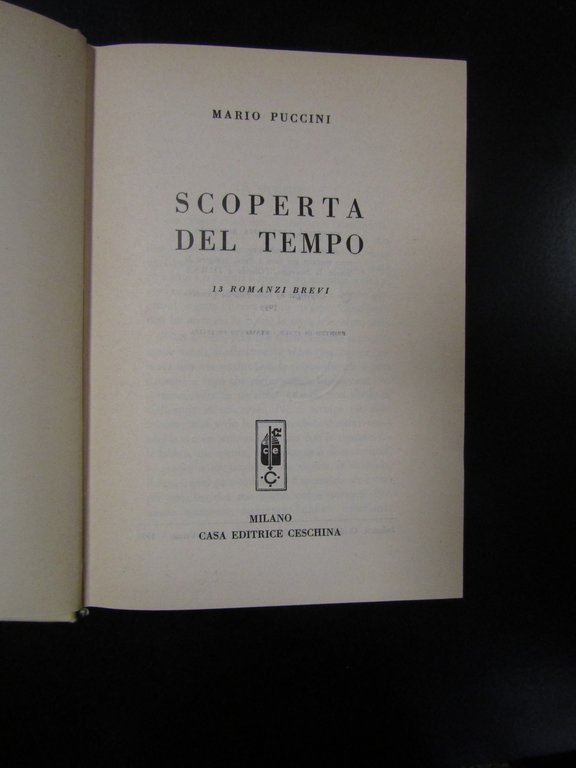 MARIO PUCCINI
SCOPERTA
DEL TEMPO
13 ROMANZI BREVI
c e
C
MILANO
CASA EDITRICE CESCHINA